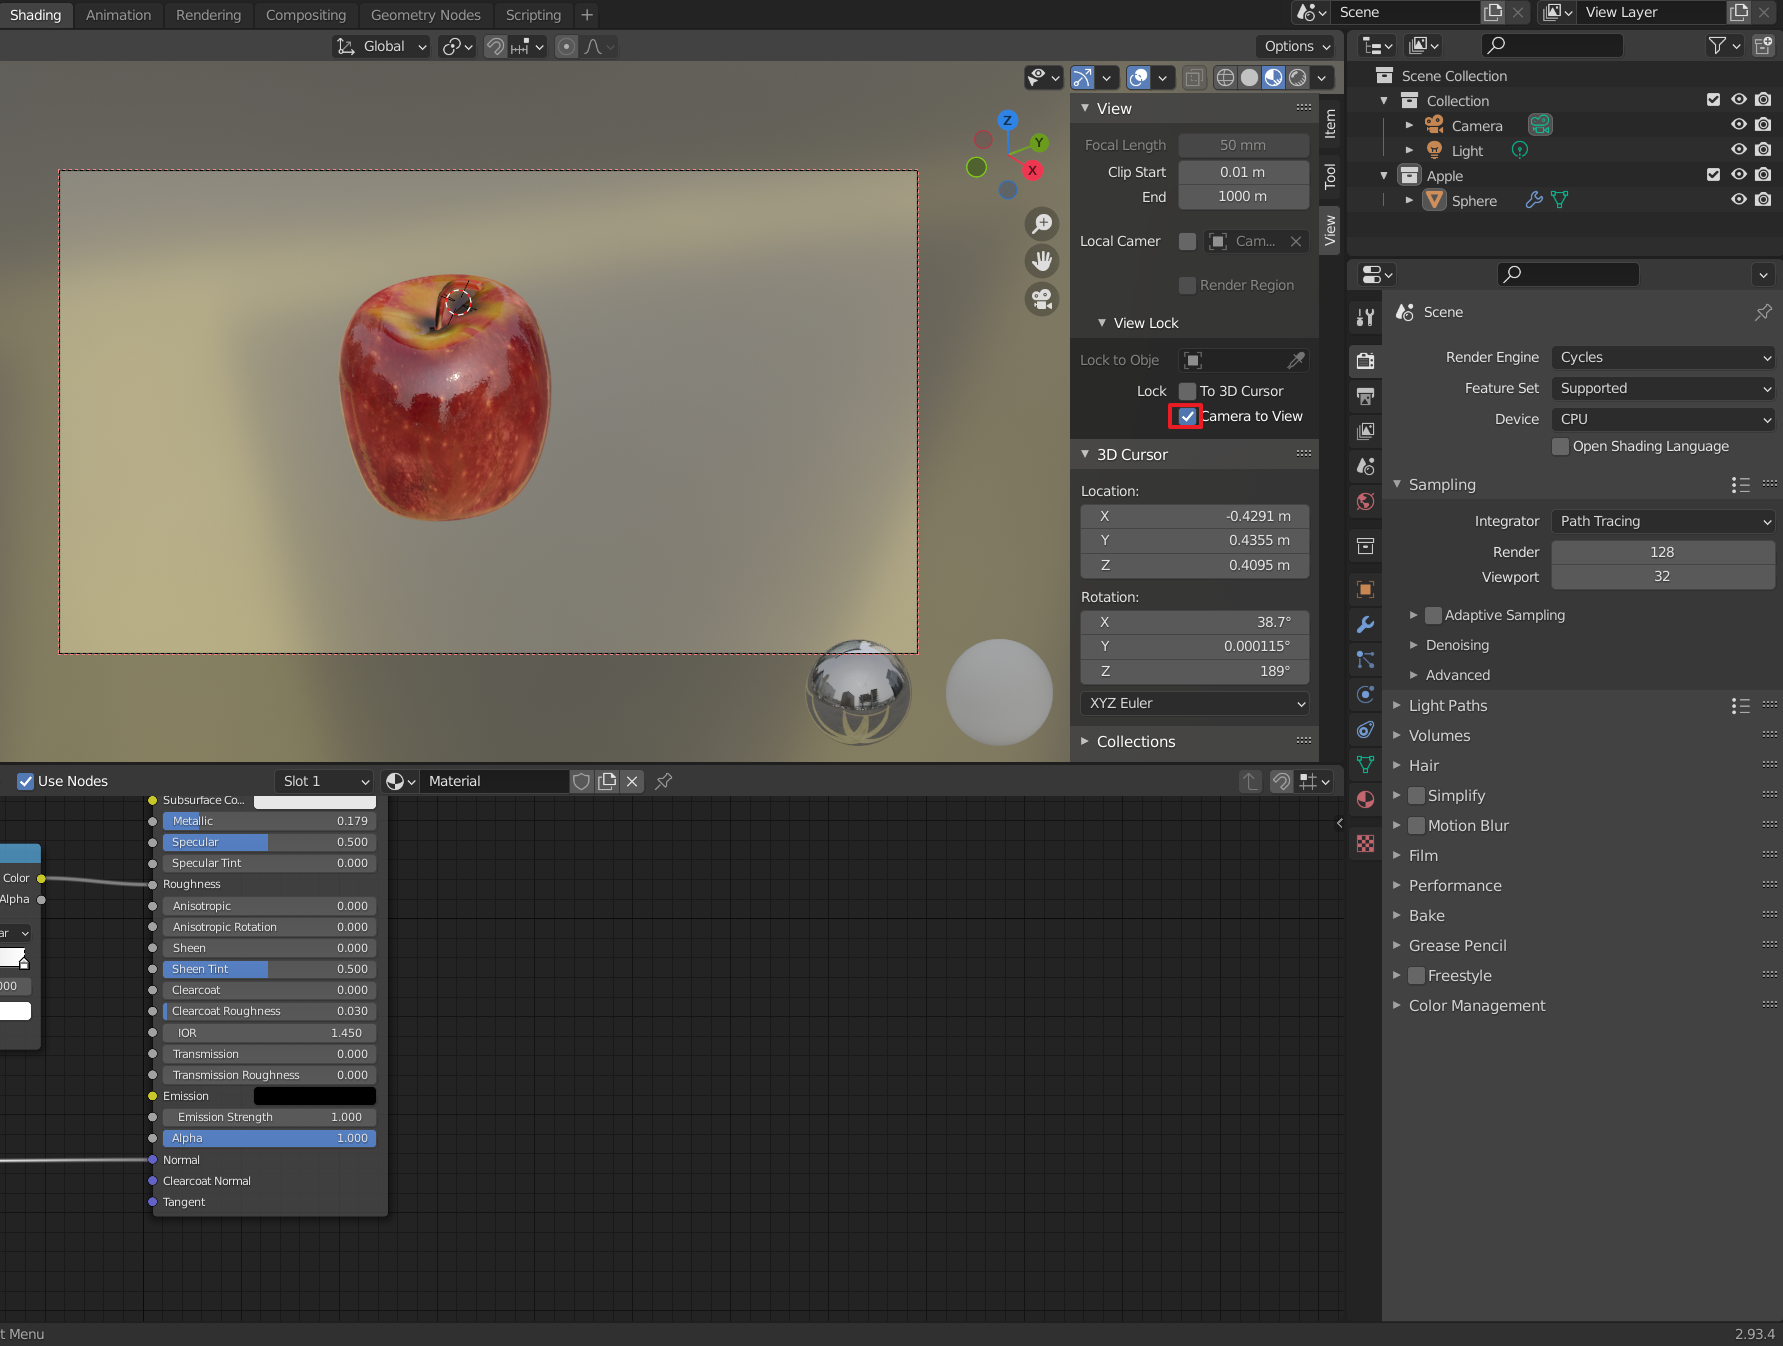 Shading Animation Rendering Compositing Geometry Nodes Scripting +
Scene
View Layer
Global
Options
Z
Y
X
View
Focal Length 50 mm
Clip Start 0.01 m
End 1000 m
Local Camer Cam...
Render Region
View Lock
Lock to Obje
Lock To 3D Cursor
Camera to View
3D Cursor
Location:
X -0.4291 m
Y 0.4355 m
Z 0.4095 m
Rotation:
X 38.7°
Y 0.000115°
Z 189°
XYZ Euler
Collections
Item
Tool
View
Scene Collection
Collection
Camera
Light
Apple
Sphere
Scene
Render Engine Cycles
Feature Set Supported
Device CPU
Open Shading Language
Sampling
Integrator Path Tracing
Render 128
Viewport 32
Adaptive Sampling
Denoising
Advanced
Light Paths
Volumes
Hair
Simplify
Motion Blur
Film
Performance
Bake
Grease Pencil
Freestyle
Color Management
Use Nodes
Slot 1
Material
Color
Alpha
ar
000
Subsurface Co...
Metallic 0.179
Specular 0.500
Specular Tint 0.000
Roughness
Anisotropic 0.000
Anisotropic Rotation 0.000
Sheen 0.000
Sheen Tint 0.500
Clearcoat 0.000
Clearcoat Roughness 0.030
IOR 1.450
Transmission 0.000
Transmission Roughness 0.000
Emission
Emission Strength 1.000
Alpha 1.000
Normal
Clearcoat Normal
Tangent
t Menu
2.93.4